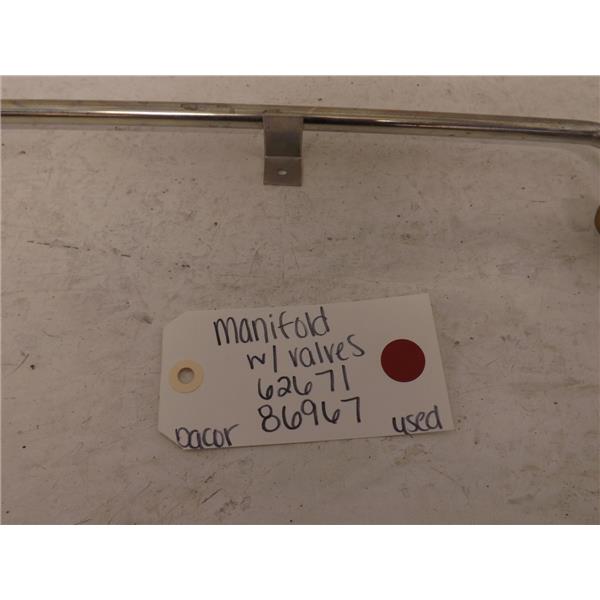 Manifold
w/valves
62671
86967
Dacor used